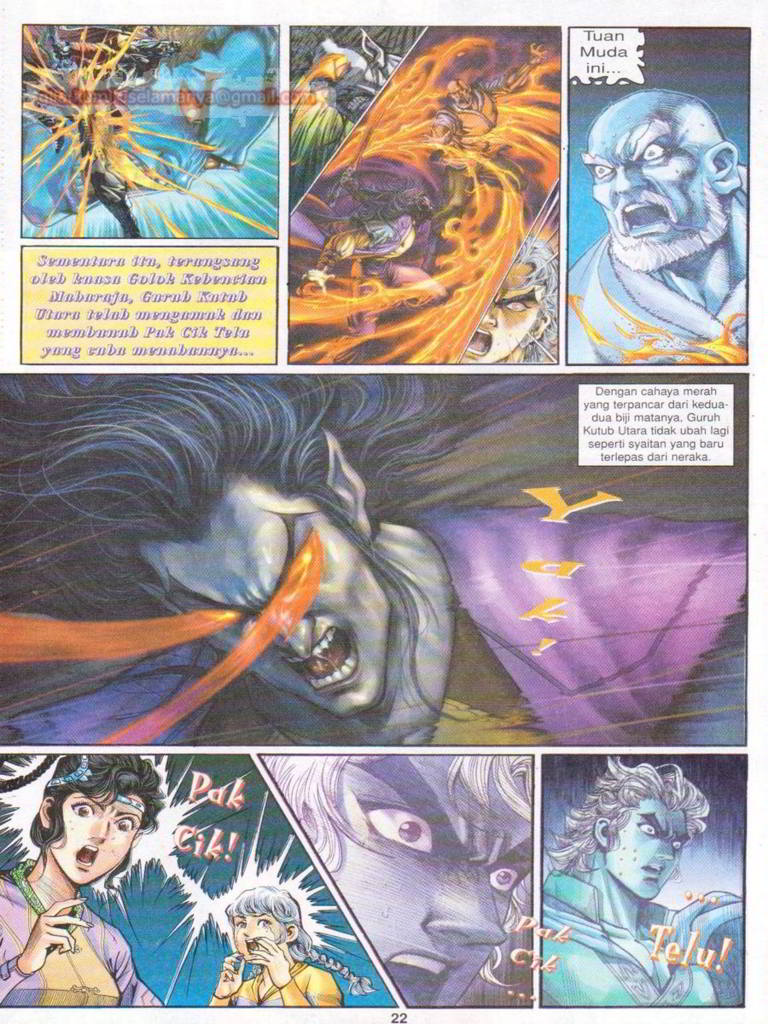 Tuan
Muda
ini...
Sementara itu, terangsang
oleh kuasa Golok Kebencian
Maharaja, Guruh Kutub
Utara telah mengamuk dan
membunuh Pak Cik Telu
yang cuba menahannya...
Dengan cahaya merah
yang terpancar dari kedua-
dua biji matanya, Guruh
Kutub Utara tidak ubah lagi
seperti syaitan yang baru
terlepas dari neraka.
Yak!
Pak
Cik!
Pak
Cik
...
...
Telu!
22